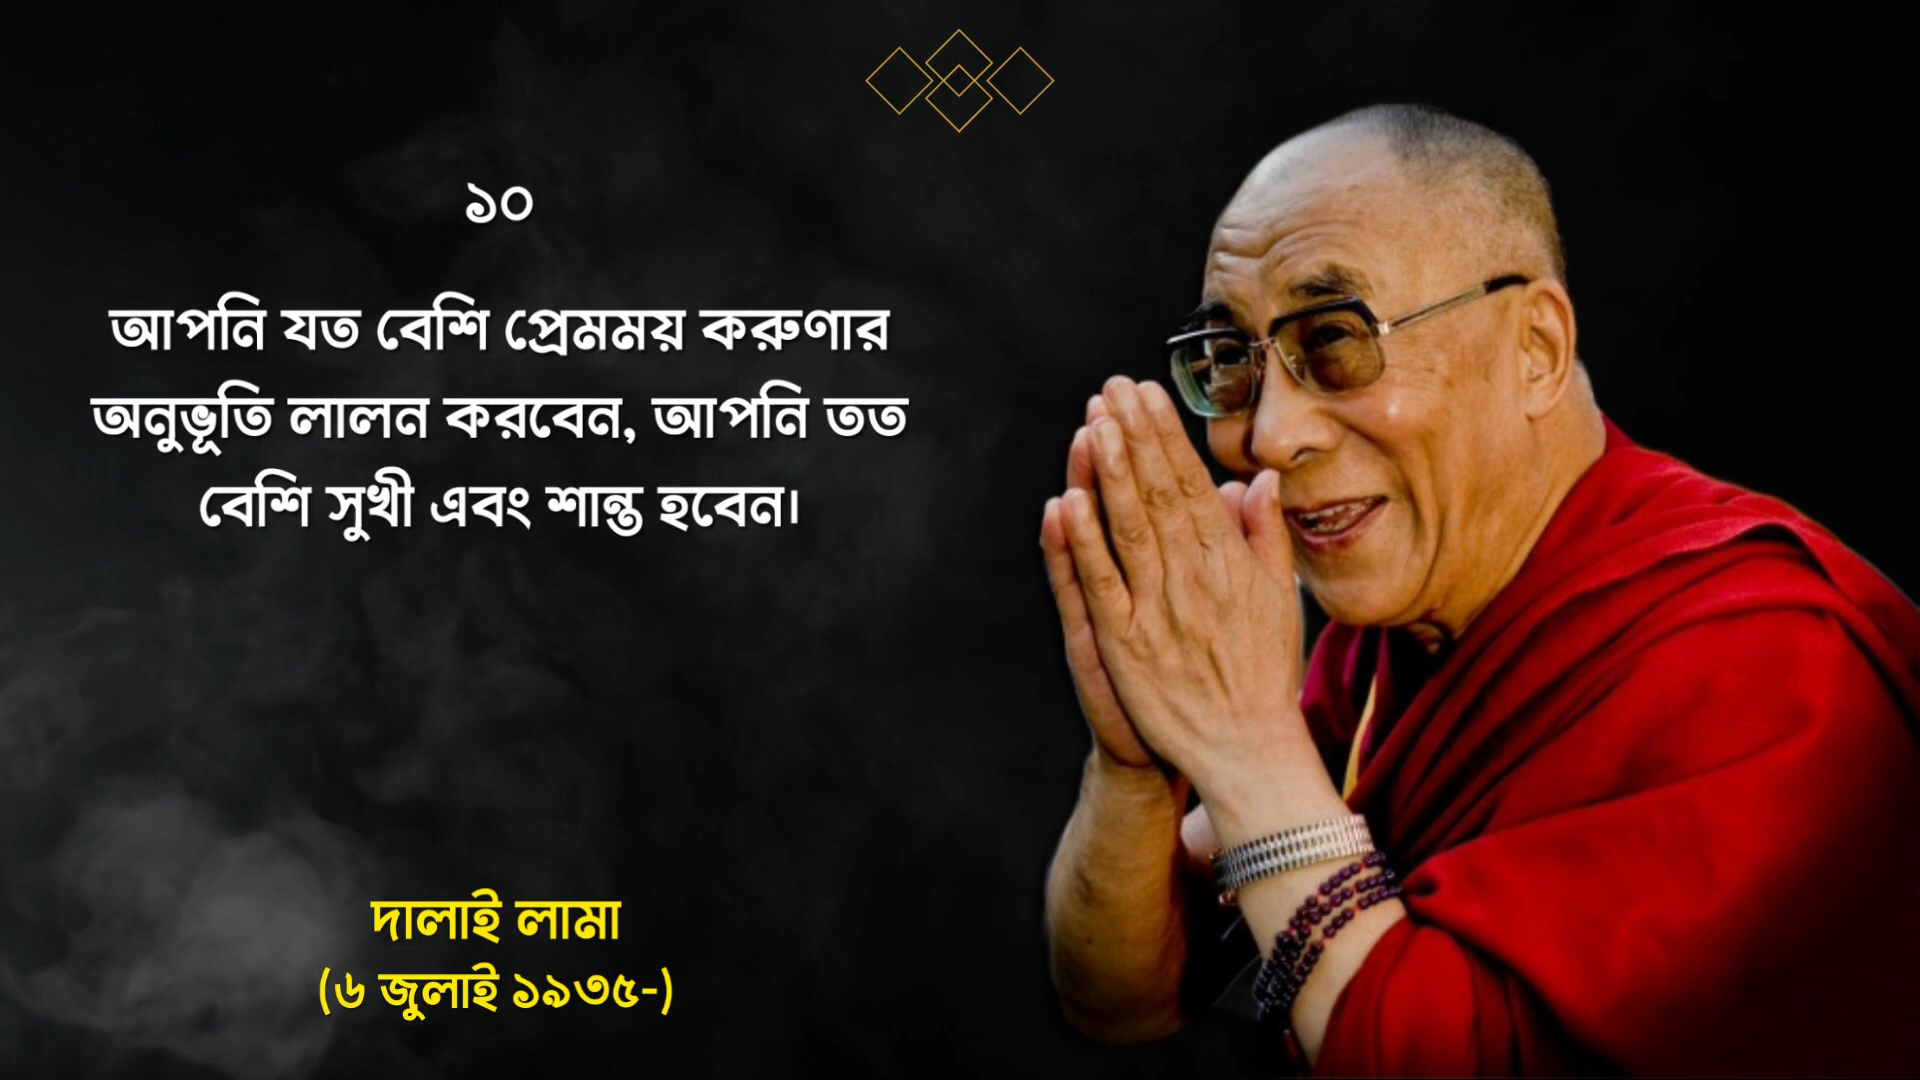 ১০
আপনি যত বেশি প্রেমময় করুণার
অনুভূতি লালন করবেন, আপনি তত
বেশি সুখী এবং শান্ত হবেন।
দালাই লামা
(৬ জুলাই ১৯৩৫-)